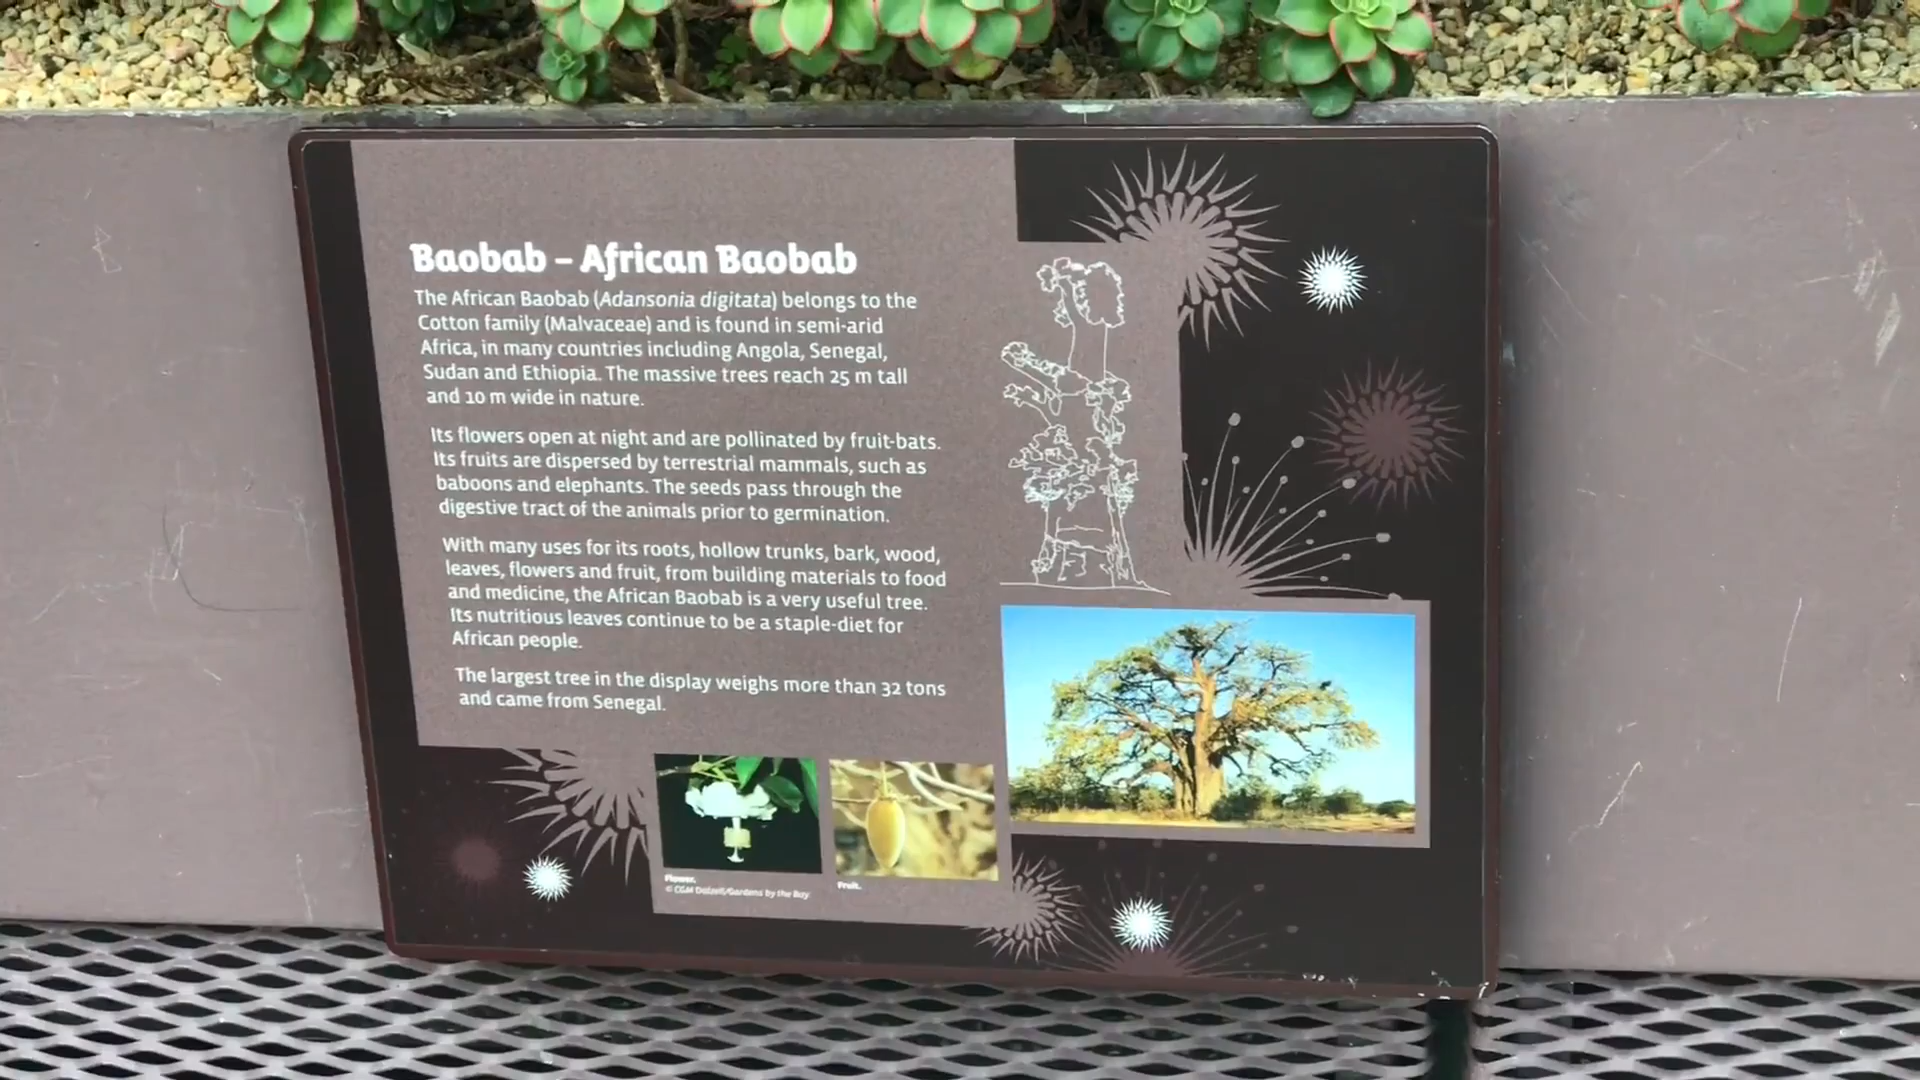 Baobab – African Baobab
The African Baobab (Adansonia digitata) belongs to the
Cotton family (Malvaceae) and is found in semi-arid
Africa, in many countries including Angola, Senegal,
Sudan and Ethiopia. The massive trees reach 25 m tall
and 10 m wide in nature.
Its flowers open at night and are pollinated by fruit-bats.
Its fruits are dispersed by terrestrial mammals, such as
baboons and elephants. The seeds pass through the
digestive tract of the animals prior to germination.
With many uses for its roots, hollow trunks, bark, wood,
leaves, flowers and fruit, from building materials to food
and medicine, the African Baobab is a very useful tree.
Its nutritious leaves continue to be a staple-diet for
African people.
The largest tree in the display weighs more than 32 tons
and came from Senegal.
Flower.
© CGM Dalzell/Gardens by the Bay
Fruit.